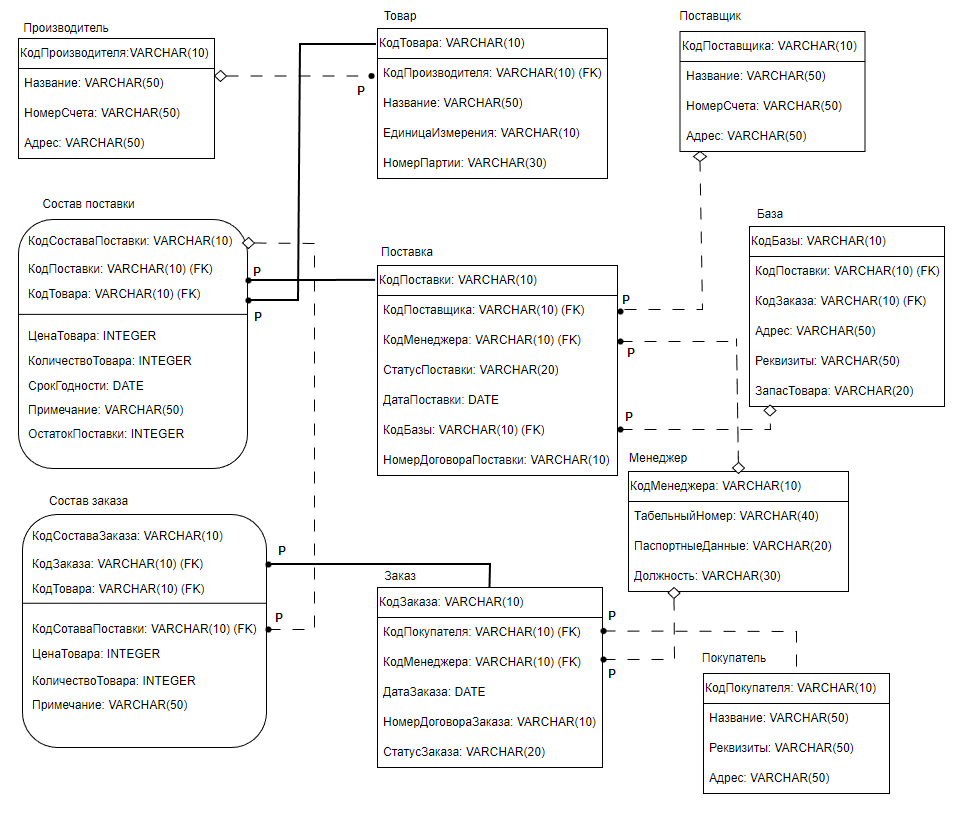 Производитель
КодПроизводителя:VARCHAR(10)
Название: VARCHAR(50)
НомерСчета: VARCHAR(50)
Адрес: VARCHAR(50)
P
Товар
КодТовара: VARCHAR(10)
КодПроизводителя: VARCHAR(10) (FK)
Название: VARCHAR(50)
ЕдиницаИзмерения: VARCHAR(10)
НомерПартии: VARCHAR(30)
Поставщик
КодПоставщика: VARCHAR(10)
Название: VARCHAR(50)
НомерСчета: VARCHAR(50)
Адрес: VARCHAR(50)
Состав поставки
КодСоставаПоставки: VARCHAR(10)
КодПоставки: VARCHAR(10) (FK)
КодТовара: VARCHAR(10) (FK)
ЦенаТовара: INTEGER
КоличествоТовара: INTEGER
СрокГодности: DATE
Примечание: VARCHAR(50)
ОстатокПоставки: INTEGER
P
P
Поставка
КодПоставки: VARCHAR(10)
КодПоставщика: VARCHAR(10) (FK)
КодМенеджера: VARCHAR(10) (FK)
СтатусПоставки: VARCHAR(20)
ДатаПоставки: DATE
КодБазы: VARCHAR(10) (FK)
НомерДоговораПоставки: VARCHAR(10)
P
P
P
База
КодБазы: VARCHAR(10)
КодПоставки: VARCHAR(10) (FK)
КодЗаказа: VARCHAR(10) (FK)
Адрес: VARCHAR(50)
Реквизиты: VARCHAR(50)
ЗапасТовара: VARCHAR(20)
Менеджер
КодМенеджера: VARCHAR(10)
ТабельныйНомер: VARCHAR(40)
ПаспортныеДанные: VARCHAR(20)
Должность: VARCHAR(30)
Состав заказа
КодСоставаЗаказа: VARCHAR(10)
КодЗаказа: VARCHAR(10) (FK)
КодТовара: VARCHAR(10) (FK)
КодСотаваПоставки: VARCHAR(10) (FK)
ЦенаТовара: INTEGER
КоличествоТовара: INTEGER
Примечание: VARCHAR(50)
P
P
Заказ
КодЗаказа: VARCHAR(10)
КодПокупателя: VARCHAR(10) (FK)
КодМенеджера: VARCHAR(10) (FK)
ДатаЗаказа: DATE
НомерДоговораЗаказа: VARCHAR(10)
СтатусЗаказа: VARCHAR(20)
P
P
Покупатель
КодПокупателя: VARCHAR(10)
Название: VARCHAR(50)
Реквизиты: VARCHAR(50)
Адрес: VARCHAR(50)